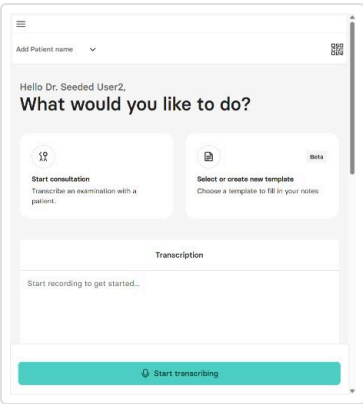 Add Patient name
Hello Dr. Seeded User2,
What would you like to do?
Start consultation
Transcribe an examination with a
patient.
Beta
Select or create new template
Choose a template to fill in your notes
Transcription
Start recording to get started...
Start transcribing